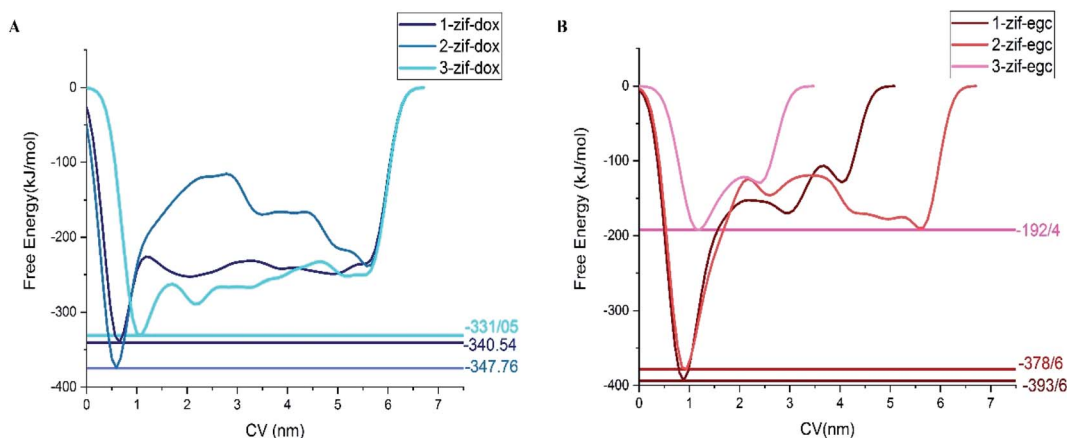 A
1-zif-dox
2-zif-dox
3-zif-dox
Free Energy(kJ/mol)
0
-100
-200
-300
-400
-331/05
-340.54
-347.76
0 1 2 3 4 5 6 7
CV (nm)
B
1-zif-egc
2-zif-egc
3-zif-egc
Free Energy (kJ/mol)
0
-100
-200
-300
-400
-192/4
-378/6
-393/6
0 1 2 3 4 5 6 7
CV(nm)